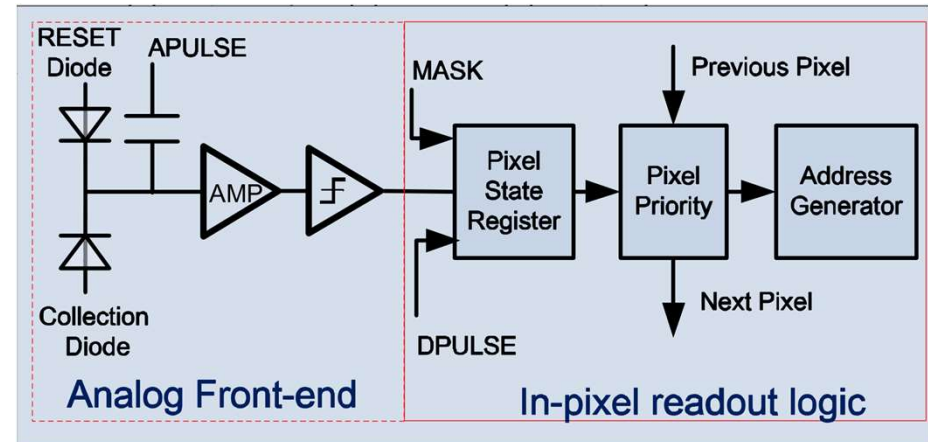 RESET
Diode
APULSE
AMP
Collection
Diode
Analog Front-end
MASK
DPULSE
Pixel
State
Register
Previous Pixel
Pixel
Priority
Next Pixel
Address
Generator
In-pixel readout logic